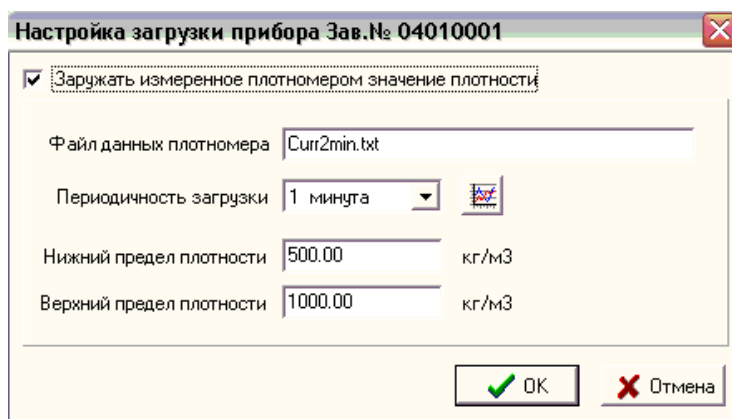 Настройка загрузки прибора Зав.№ 04010001
Заружать измеренное плотномером значение плотности
Файл данных плотномера Curr2min.txt
Периодичность загрузки 1 минута
Нижний предел плотности 500.00 кг/м3
Верхний предел плотности 1000.00 кг/м3
OK Отмена